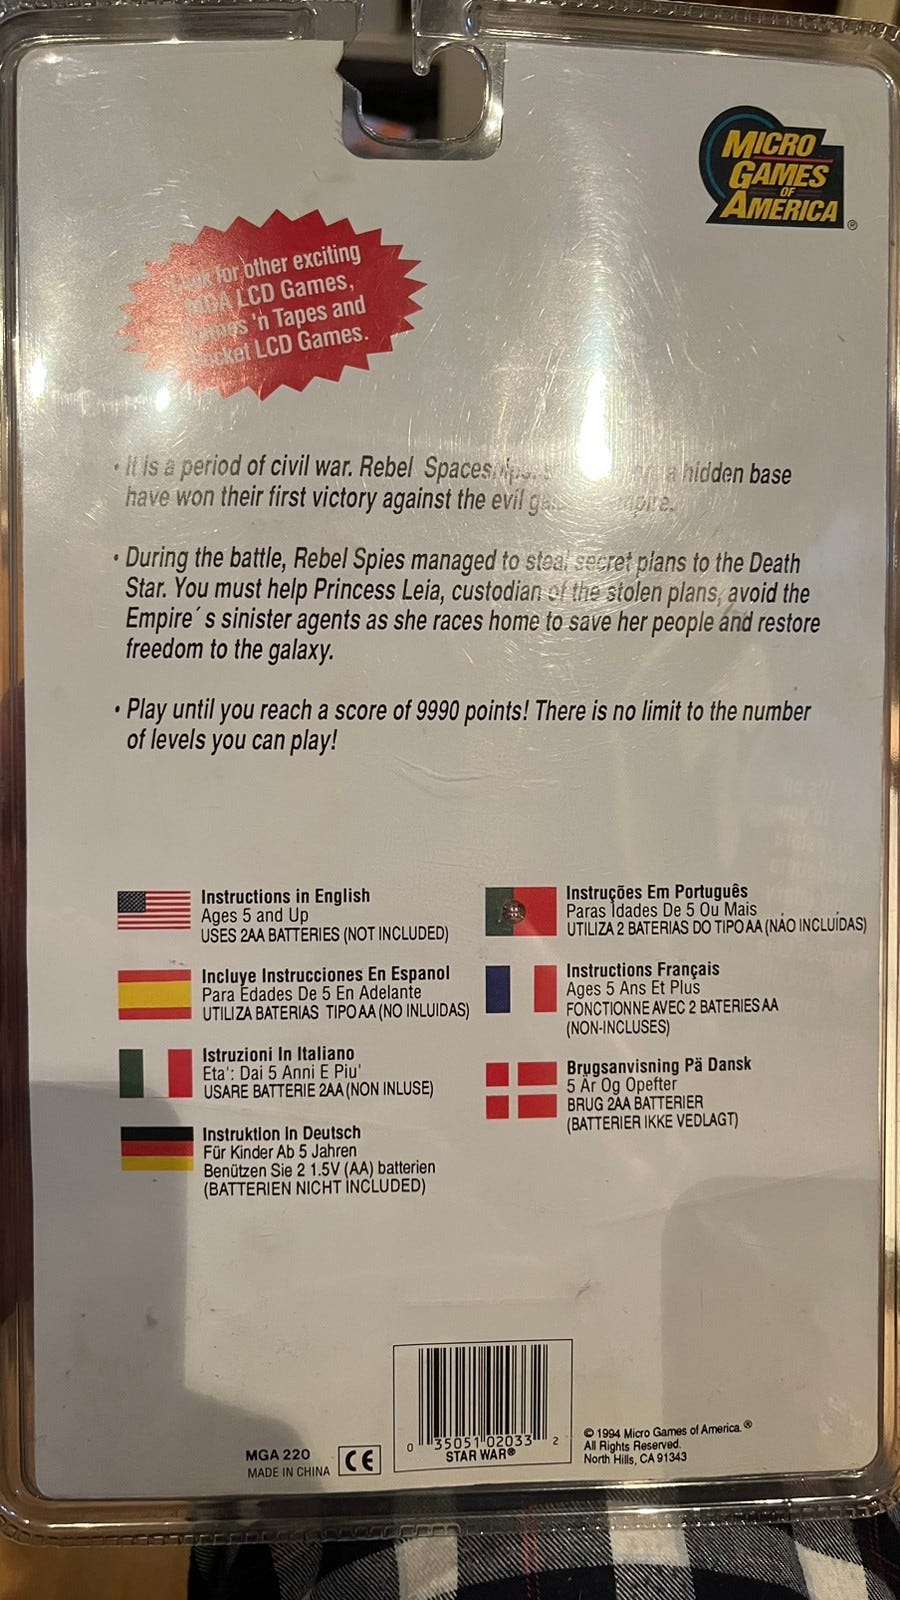 MICRO
GAMES
OF
AMERICA®
for other exciting
LCD Games,
'n Tapes and
LCD Games.
• It is a period of civil war. Rebel a hidden base
have won their first victory against the evil
• During the battle, Rebel Spies managed to steal secret plans to the Death
Star. You must help Princess Leia, custodian of the stolen plans, avoid the
Empire´s sinister agents as she races home to save her people and restore
freedom to the galaxy.
• Play until you reach a score of 9990 points! There is no limit to the number
of levels you can play!
Instructions in English
Ages 5 and Up
USES 2AA BATTERIES (NOT INCLUDED)
Incluye Instrucciones En Espanol
Para Edades De 5 En Adelante
UTILIZA BATERIAS TIPO AA (NO INLUIDAS)
Istruzioni In Italiano
Eta': Dai 5 Anni E Piu'
USARE BATTERIE 2AA (NON INLUSE)
Instruktion In Deutsch
Für Kinder Ab 5 Jahren
Benützen Sie 2 1.5V (AA) batterien
(BATTERIEN NICHT INCLUDED)
Instruções Em Português
Paras Idades De 5 Ou Mais
UTILIZA 2 BATERIAS DO TIPO AA (NÃO INCLUÍDAS)
Instructions Français
Ages 5 Ans Et Plus
FONCTIONNE AVEC 2 BATERIES AA
(NON-INCLUSES)
Brugsanvisning Pä Dansk
5 År Og Opefter
BRUG 2AA BATTERIER
(BATTERIER IKKE VEDLAGT)
MGA 220
MADE IN CHINA
CE
0 35051 02033 2
STAR WAR®
© 1994 Micro Games of America.®
All Rights Reserved.
North Hills, CA 91343